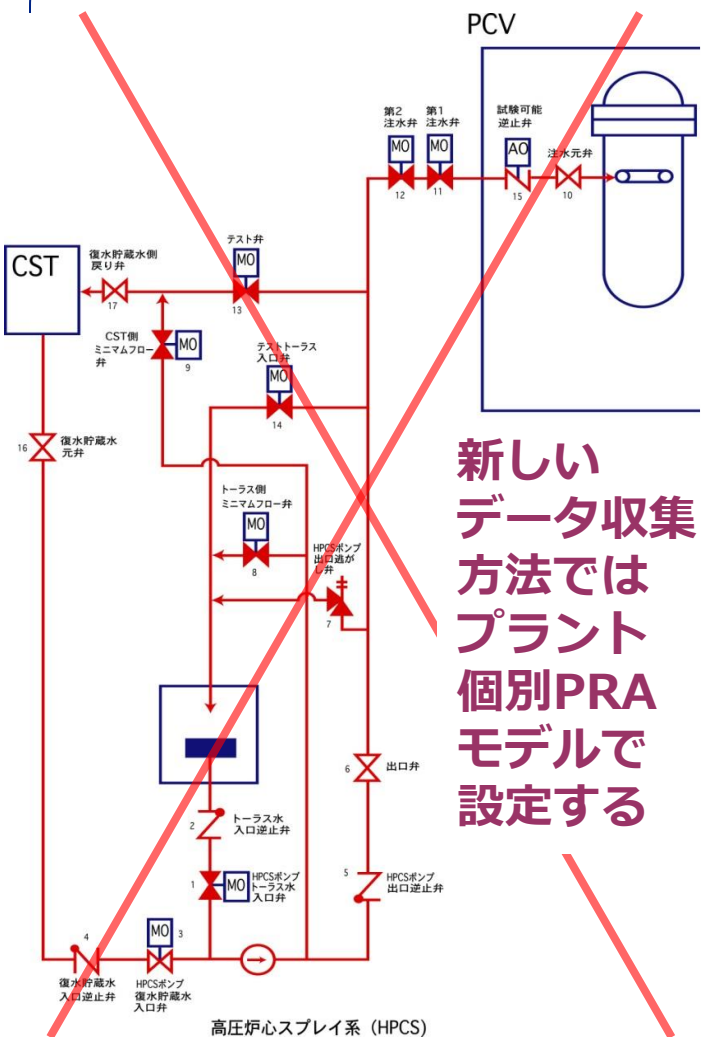 PCV
第2
注水弁
第1
注水弁
試験可能
逆止弁
注水元弁
MO
MO
AO
12
11
15
10
CST
復水貯蔵水側
戻り弁
17
テスト弁
MO
13
CST側
ミニマムフロー
弁
MO
9
テストトーラス
入口弁
MO
14
16
復水貯蔵水
元弁
トーラス側
ミニマムフロー弁
MO
8
HPCSポンプ
出口逃が
し弁
7
新しい
データ収集
方法では
プラント
個別PRA
モデルで
設定する
6
出口弁
2
トーラス水
入口逆止弁
1
MO
HPCSポンプ
トーラス水
入口弁
5
HPCSポンプ
出口逆止弁
4
復水貯蔵水
入口逆止弁
MO
3
HPCSポンプ
復水貯蔵水
入口弁
高圧炉心スプレイ系（HPCS)